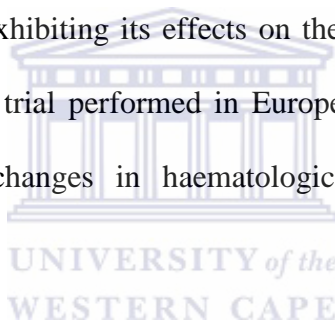 xhibiting its effects on the
trial performed in Europe
changes in haematologic
UNIVERSITY of the
WESTERN CAPE